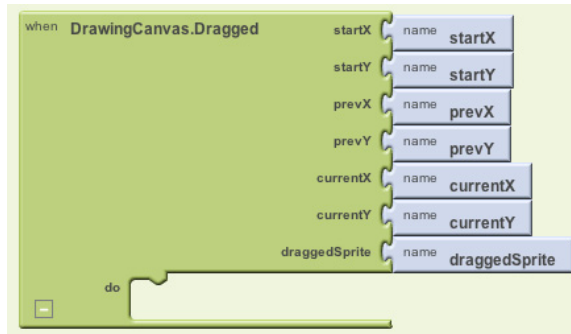 when DrawingCanvas.Dragged startX name startX
startY name startY
prevX name prevX
prevY name prevY
currentX name currentX
currentY name currentY
draggedSprite name draggedSprite
do